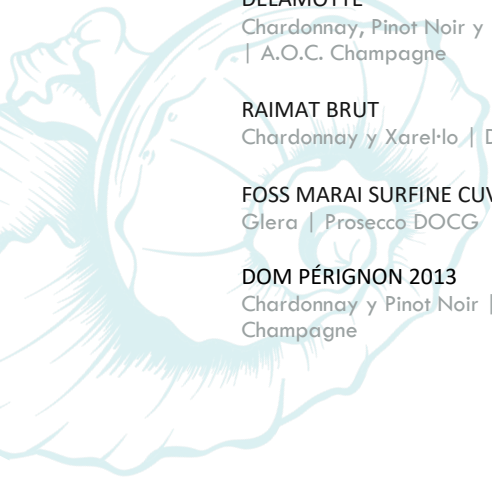 DELAMOTTE
Chardonnay, Pinot Noir y
| A.O.C. Champagne
RAIMAT BRUT
Chardonnay y Xarel·lo |
FOSS MARAI SURFINE
Glera | Prosecco DOCG
DOM PÉRIGNON 2013
Chardonnay y Pinot Noir |
Champagne